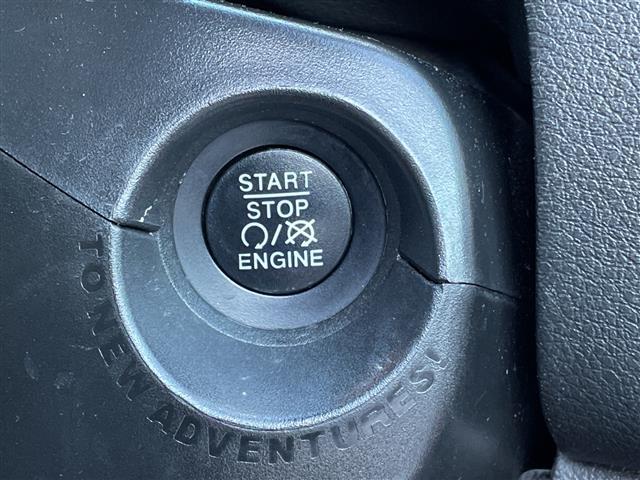 START
STOP
/
ENGINE
TO NEW ADVENTURES!